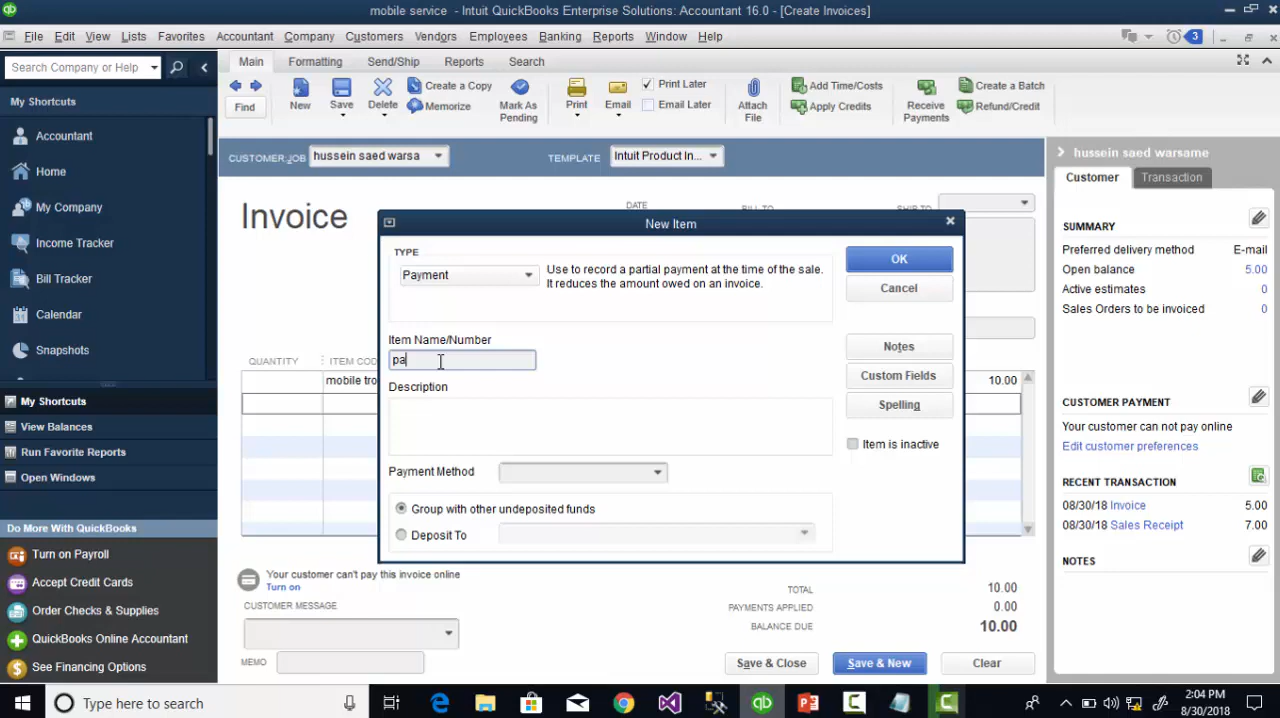 mobile service - Intuit QuickBooks Enterprise Solutions: Accountant 16.0 - [Create Invoices]
File Edit View Lists Favorites Accountant Company Customers Vendors Employees Banking Reports Window Help 3
Search Company or Help
Main Formatting Send/Ship Reports Search
My Shortcuts
Accountant
Home
My Company
Income Tracker
Bill Tracker
Calendar
Snapshots
My Shortcuts
View Balances
Run Favorite Reports
Open Windows
Do More With QuickBooks
Turn on Payroll
Accept Credit Cards
Order Checks & Supplies
QuickBooks Online Accountant
See Financing Options
Find
New
Save
Delete
Create a Copy
Memorize
Mark As
Pending
Print
Email
Print Later
Email Later
Attach
File
Add Time/Costs
Apply Credits
Receive
Payments
Create a Batch
Refund/Credit
CUSTOMER:JOB hussein saed warsa TEMPLATE Intuit Product In...
Invoice
DATE
BILL TO
SHIP TO
QUANTITY ITEM COD
mobile tro 10.00
New Item
TYPE
Payment
Use to record a partial payment at the time of the sale.
It reduces the amount owed on an invoice.
Item Name/Number
pa
Description
Payment Method
Group with other undeposited funds
Deposit To
OK
Cancel
Notes
Custom Fields
Spelling
Item is inactive
Your customer can't pay this invoice online
Turn on
CUSTOMER MESSAGE
MEMO
TOTAL 10.00
PAYMENTS APPLIED 0.00
BALANCE DUE 10.00
Save & Close Save & New Clear
hussein saed warsame
Customer Transaction
SUMMARY
Preferred delivery method E-mail
Open balance 5.00
Active estimates 0
Sales Orders to be invoiced 0
CUSTOMER PAYMENT
Your customer can not pay online
Edit customer preferences
RECENT TRANSACTION
08/30/18 Invoice 5.00
08/30/18 Sales Receipt 7.00
NOTES
Type here to search
2:04 PM
8/30/2018